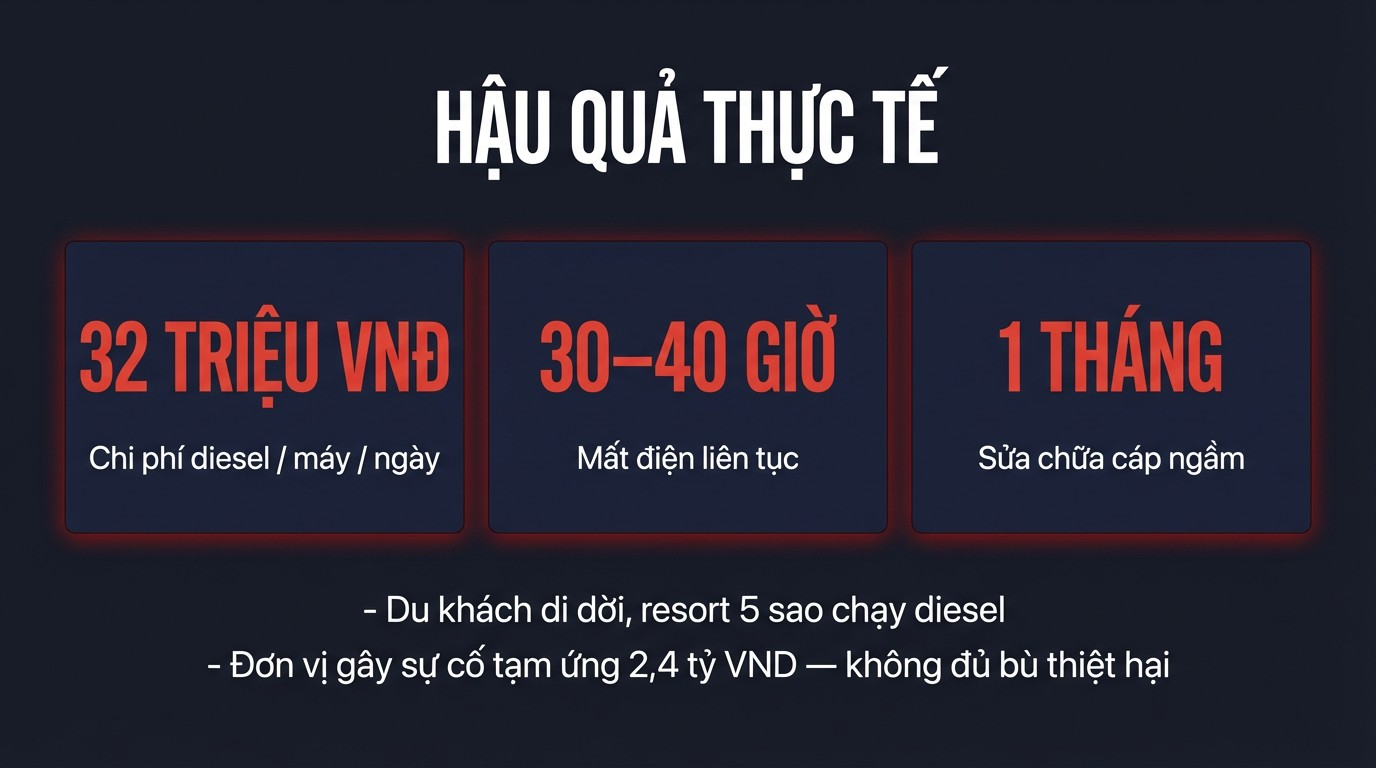 HẬU QUẢ THỰC TẾ
32 TRIỆU VNĐ
Chi phí diesel / máy / ngày
30–40 GIỜ
Mất điện liên tục
1 THÁNG
Sửa chữa cáp ngầm
- Du khách di dời, resort 5 sao chạy diesel
- Đơn vị gây sự cố tạm ứng 2,4 tỷ VND — không đủ bù thiệt hại